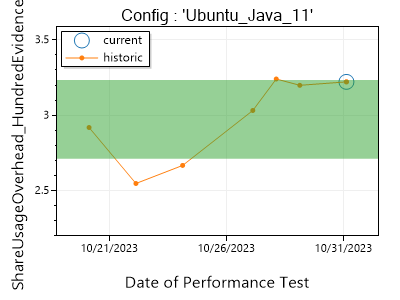 Config : 'Ubuntu_Java_11'
ShareUsageOverhead_HundredEvidence
current
historic
3.5
3
2.5
10/21/2023 10/26/2023 10/31/2023
Date of Performance Test